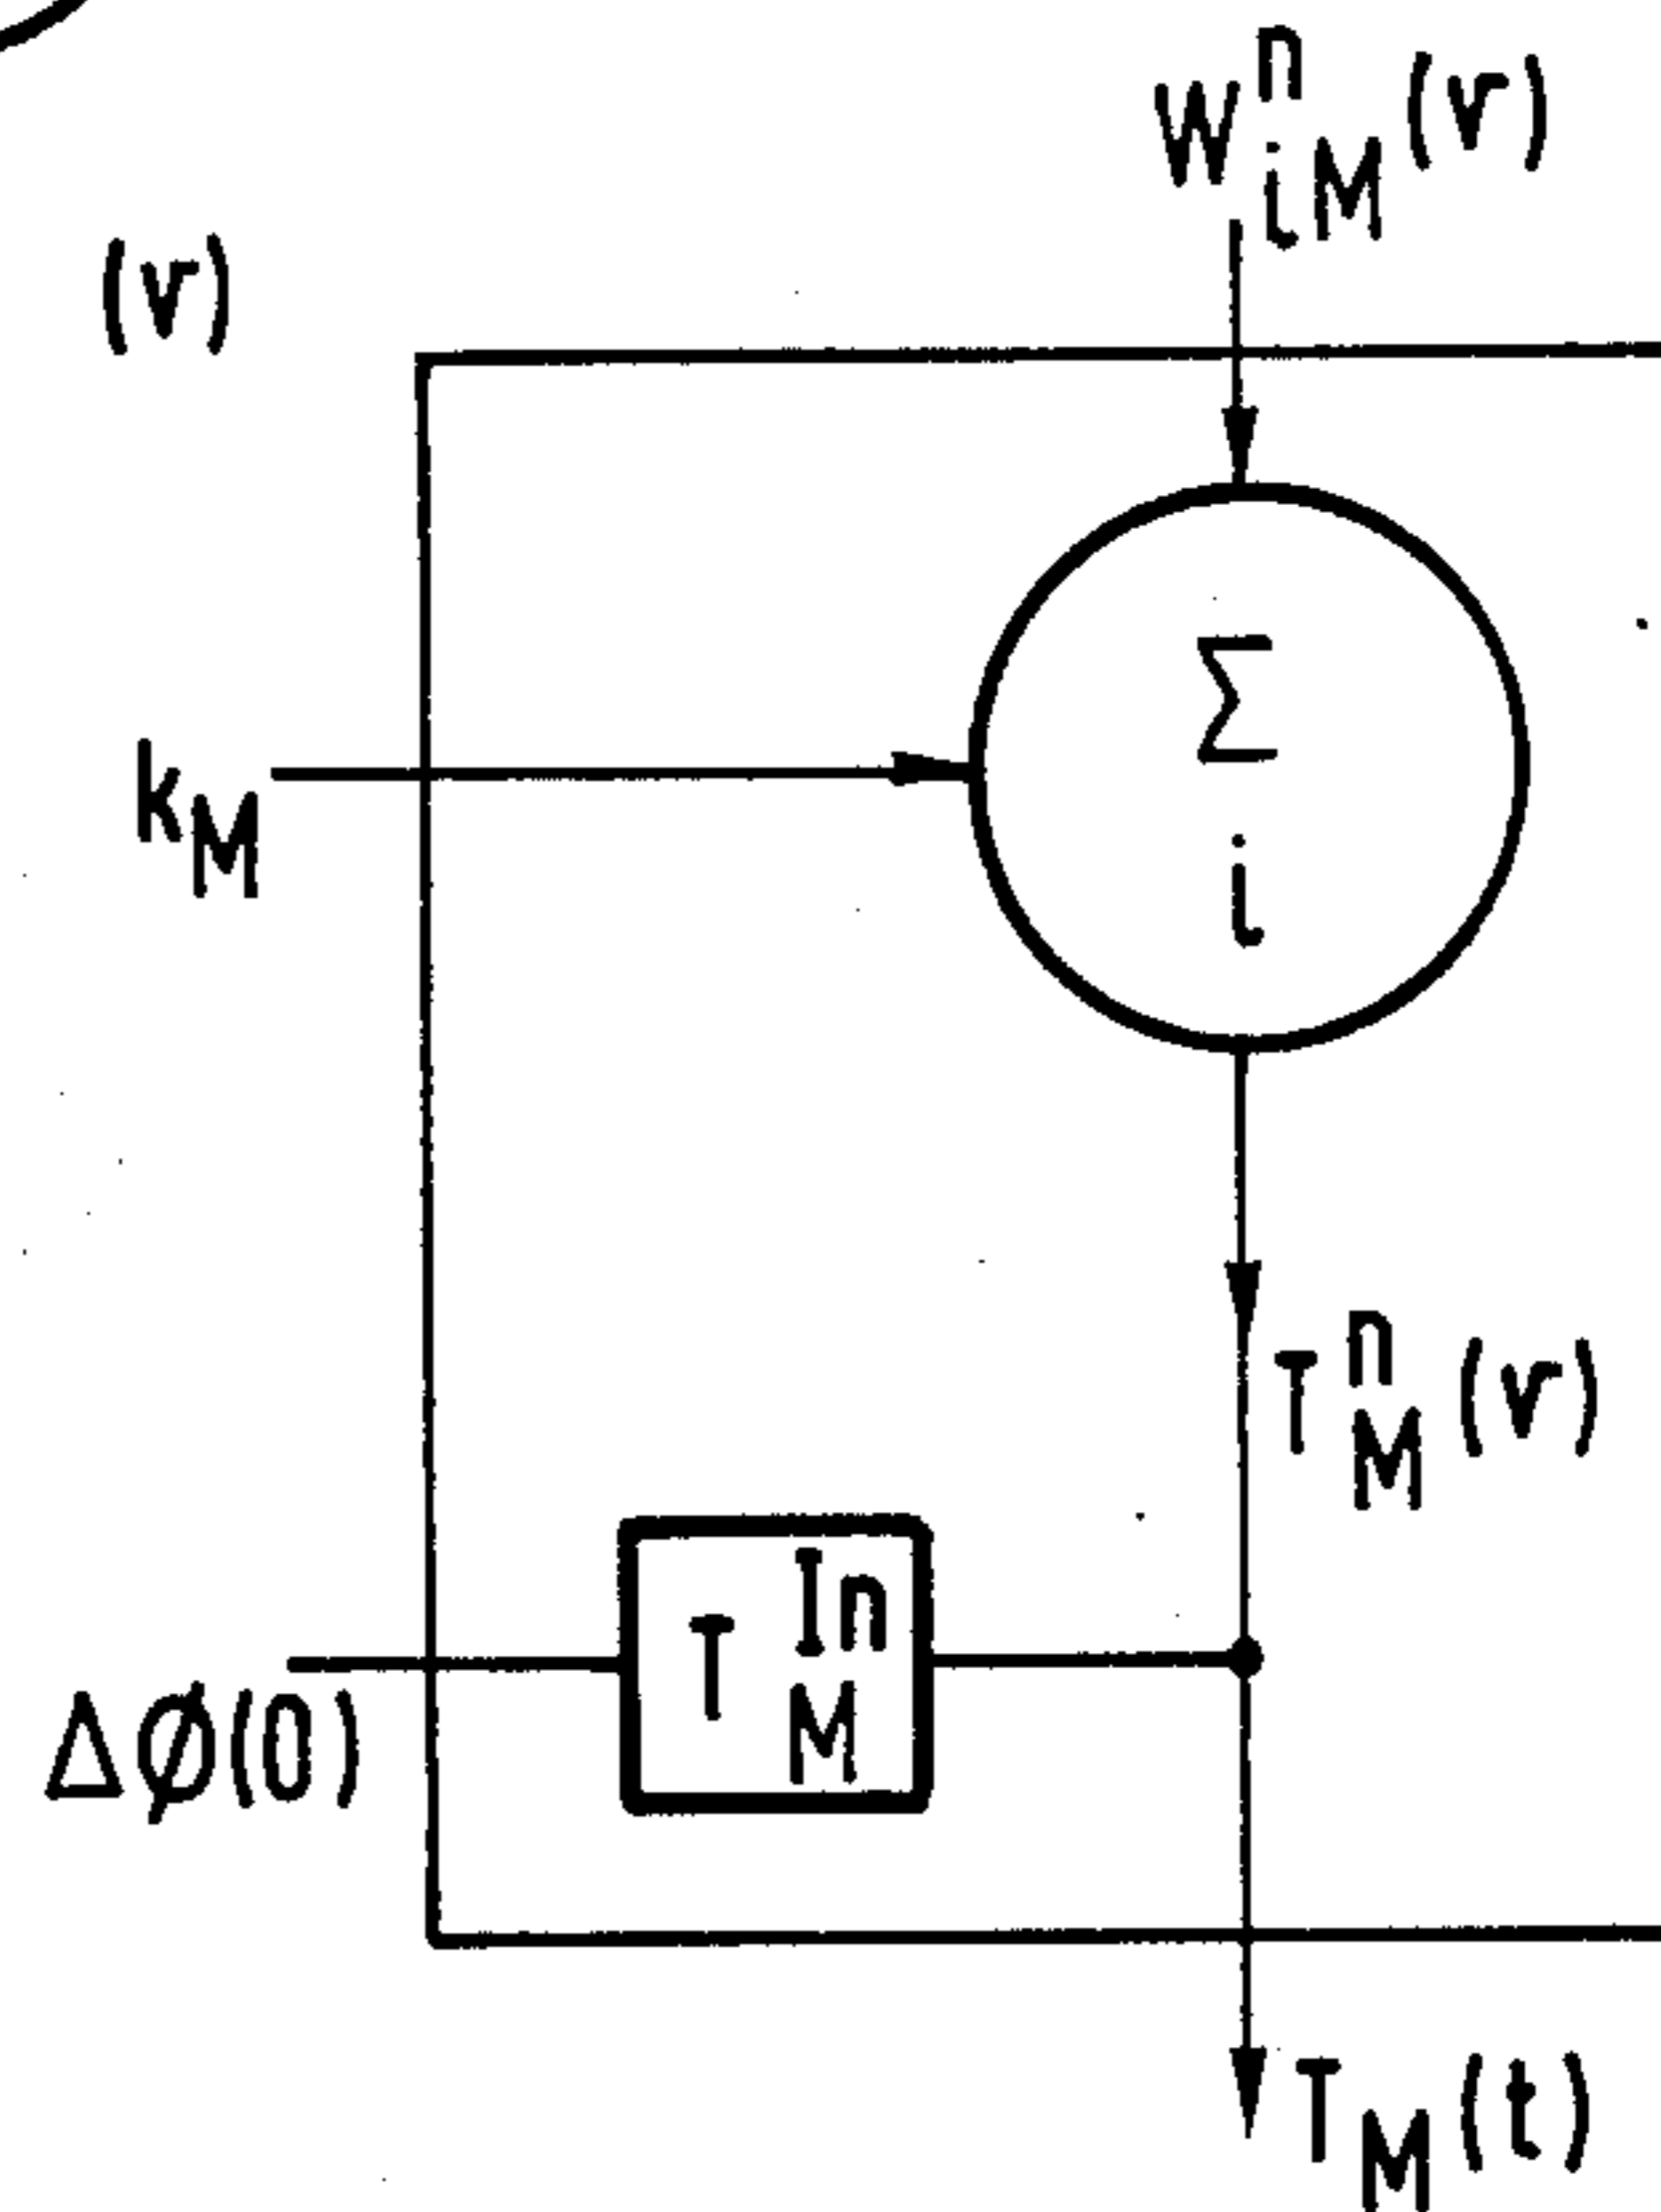 W^n_iM(v)
(v)
Σ
k_M
i
T^n_M(v)
T^In_M
Δø(0)
T_M(t)